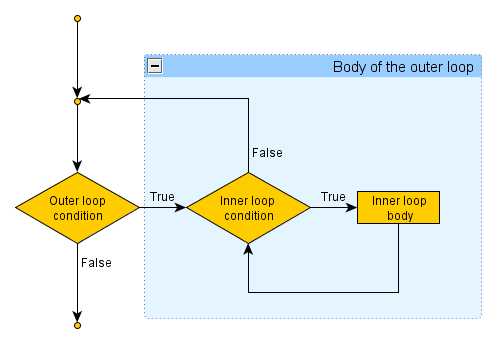 Body of the outer loop
False
Outer loop
condition
True
Inner loop
condition
True
Inner loop
body
False